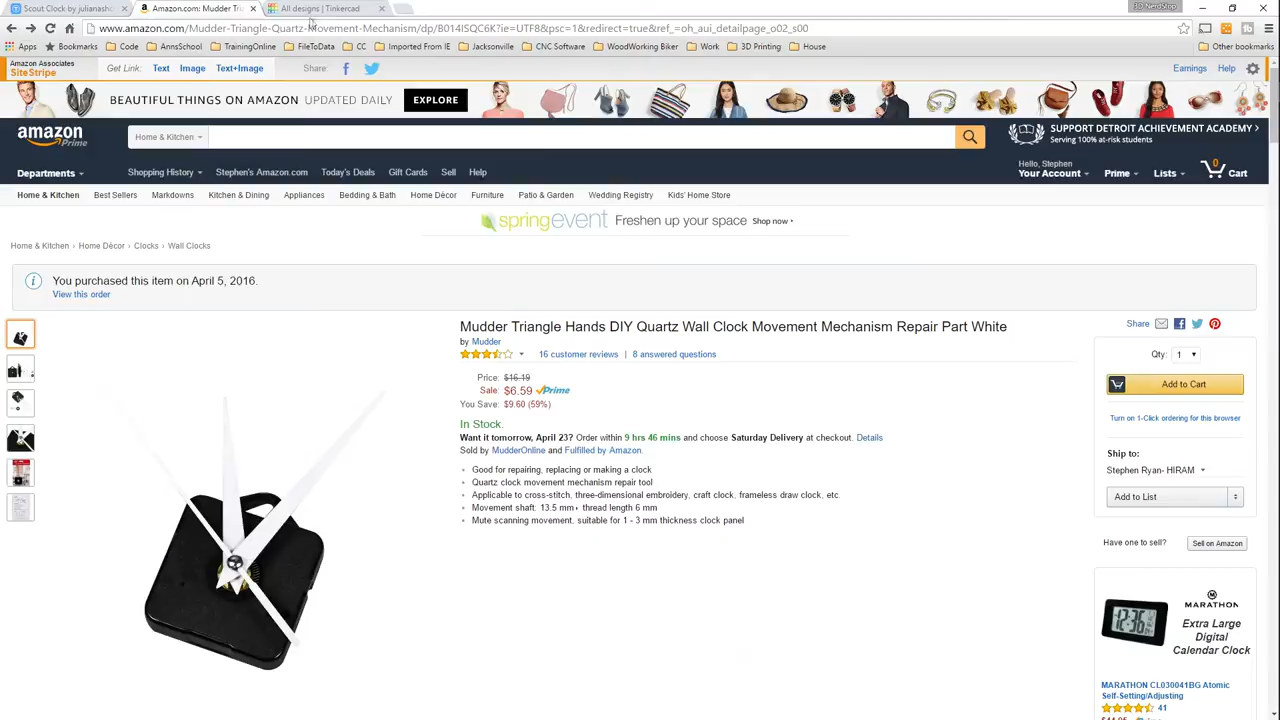 Scout Clock by julianasho
Amazon.com: Mudder Tri
All designs | Tinkercad
3D NerdStop
www.amazon.com/Mudder-Triangle-Quartz-Movement-Mechanism/dp/B014ISQC6K?ie=UTF8&psc=1&redirect=true&ref_=oh_aui_detailpage_o02_s00
Apps Bookmarks Code AnnsSchool TrainingOnline FileToData CC Imported From IE Jacksonville CNC Software WoodWorking Biker Work 3D Printing House Other bookmarks
Amazon Associates
SiteStripe
Get Link: Text Image Text+Image Share: Earnings Help
BEAUTIFUL THINGS ON AMAZON UPDATED DAILY EXPLORE
amazon
Prime
Home & Kitchen
SUPPORT DETROIT ACHIEVEMENT ACADEMY >
Serving 100% at-risk students
Departments
Shopping History Stephen's Amazon.com Today's Deals Gift Cards Sell Help
Hello, Stephen
Your Account Prime Lists 0 Cart
Home & Kitchen Best Sellers Markdowns Kitchen & Dining Appliances Bedding & Bath Home Décor Furniture Patio & Garden Wedding Registry Kids' Home Store
springevent Freshen up your space Shop now ›
Home & Kitchen › Home Décor › Clocks › Wall Clocks
i You purchased this item on April 5, 2016.
View this order
Mudder Triangle Hands DIY Quartz Wall Clock Movement Mechanism Repair Part White
by Mudder
16 customer reviews | 8 answered questions
Price: $16.19
Sale: $6.59 Prime
You Save: $9.60 (59%)
In Stock.
Want it tomorrow, April 23? Order within 9 hrs 46 mins and choose Saturday Delivery at checkout. Details
Sold by MudderOnline and Fulfilled by Amazon.
Good for repairing, replacing or making a clock
Quartz clock movement mechanism repair tool
Applicable to cross-stitch, three-dimensional embroidery, craft clock, frameless draw clock, etc.
Movement shaft: 13.5 mm, thread length 6 mm
Mute scanning movement, suitable for 1 - 3 mm thickness clock panel
Share
Qty: 1
Add to Cart
Turn on 1-Click ordering for this browser
Ship to:
Stephen Ryan- HIRAM
Add to List
Have one to sell? Sell on Amazon
MARATHON
Extra Large
Digital
Calendar Clock
MARATHON CL030041BG Atomic
Self-Setting/Adjusting
41